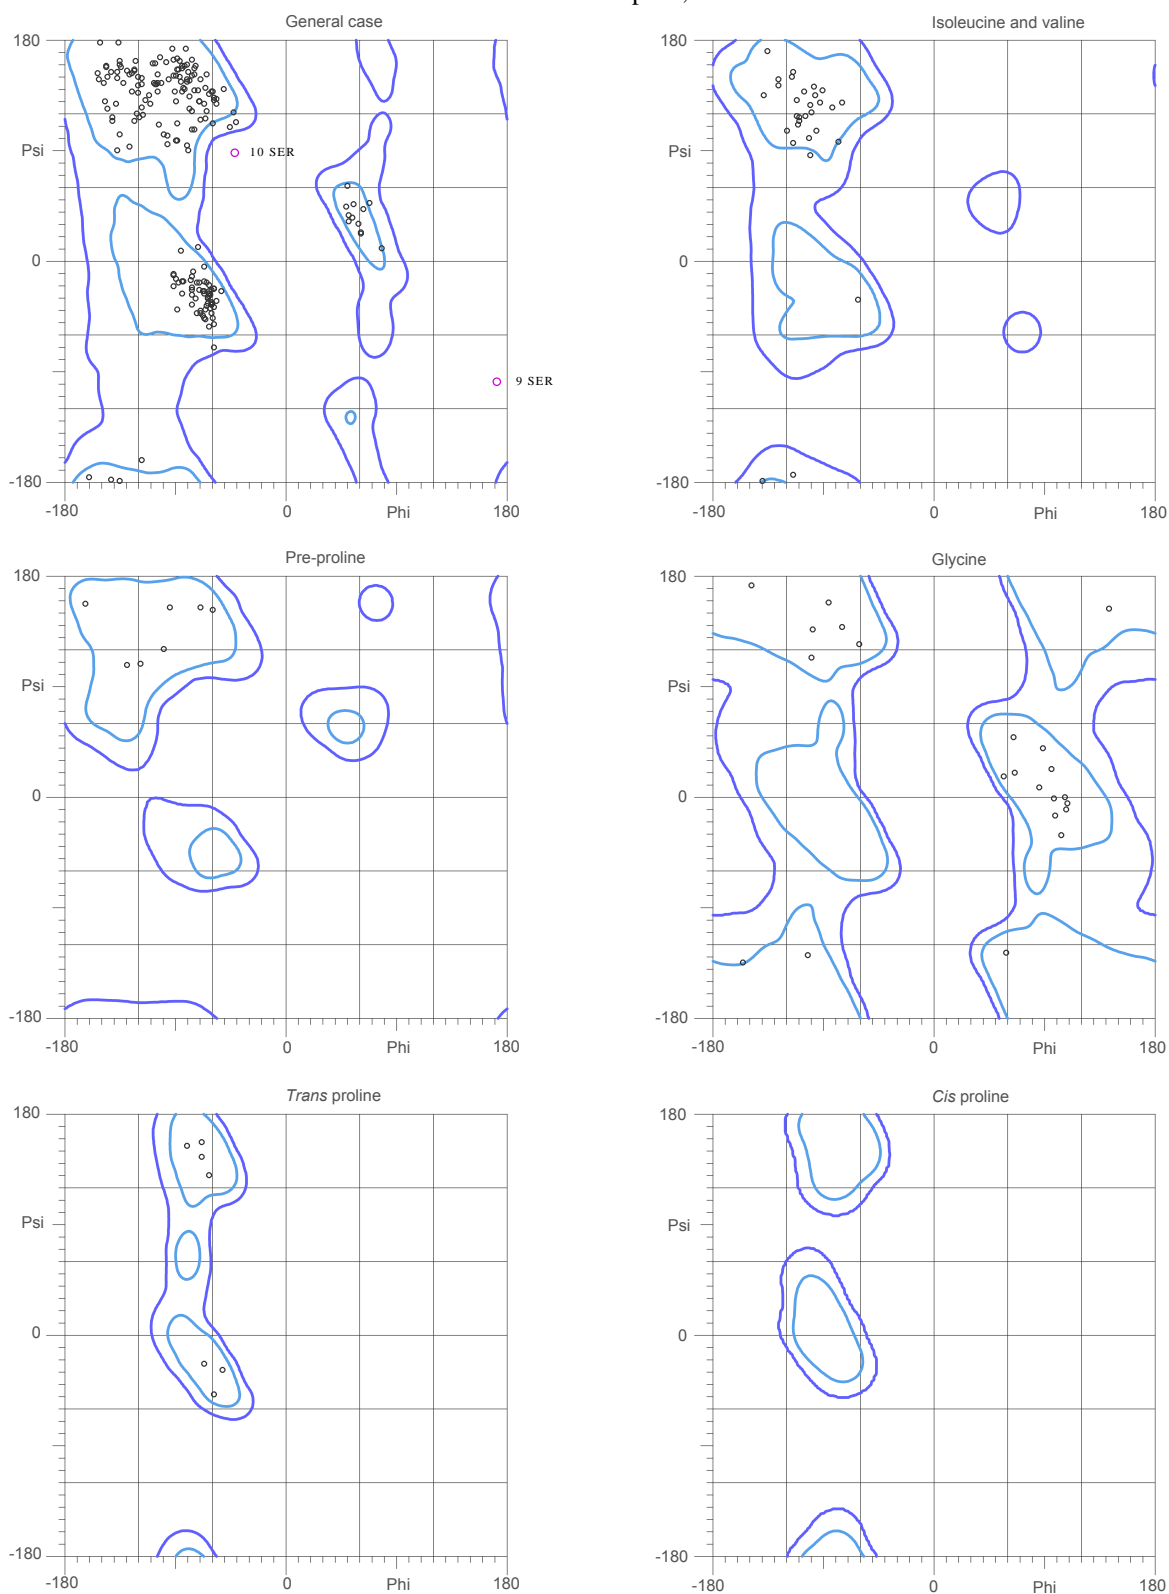 General case
180
Psi
0
-180
-180
0
Phi
180
10 SER
9 SER
Isoleucine and valine
180
Psi
0
-180
-180
0
Phi
180
Pre-proline
180
Psi
0
-180
-180
0
Phi
180
Glycine
180
Psi
0
-180
-180
0
Phi
180
Trans proline
180
Psi
0
-180
-180
0
Phi
180
Cis proline
180
Psi
0
-180
-180
0
Phi
180